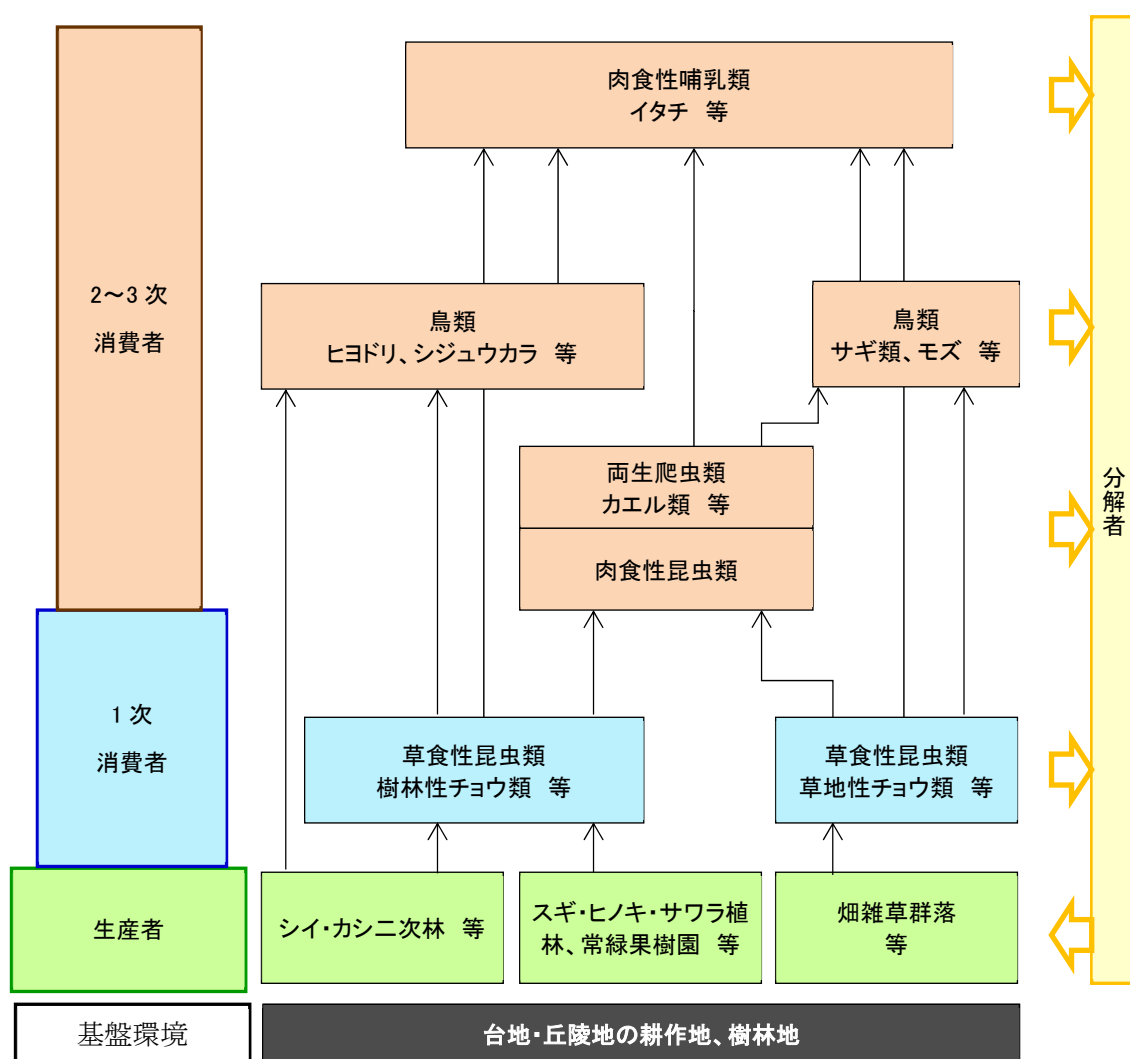 肉食性哺乳類
イタチ 等
2～3 次
消費者
鳥類
ヒヨドリ、シジュウカラ 等
鳥類
サギ類、モズ 等
両生爬虫類
カエル類 等
肉食性昆虫類
分解者
1 次
消費者
草食性昆虫類
樹林性チョウ類 等
草食性昆虫類
草地性チョウ類 等
生産者
シイ・カシ二次林 等
スギ・ヒノキ・サワラ植
林、常緑果樹園 等
畑雑草群落
等
基盤環境
台地・丘陵地の耕作地、樹林地